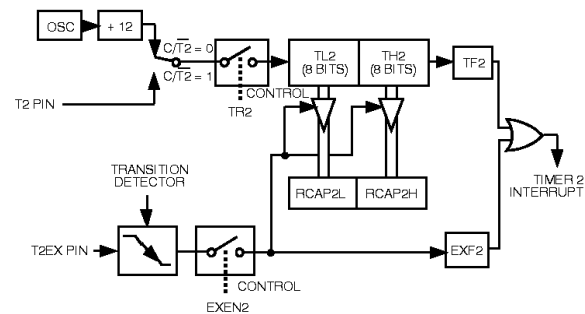 OSC
+ 12
C/T2 = 0
C/T2 = 1
T2 PIN
TR2
CONTROL
TL2
(8 BITS)
TH2
(8 BITS)
TF2
TRANSITION
DETECTOR
RCAP2L
RCAP2H
TIMER 2
INTERRUPT
T2EX PIN
EXF2
CONTROL
EXEN2